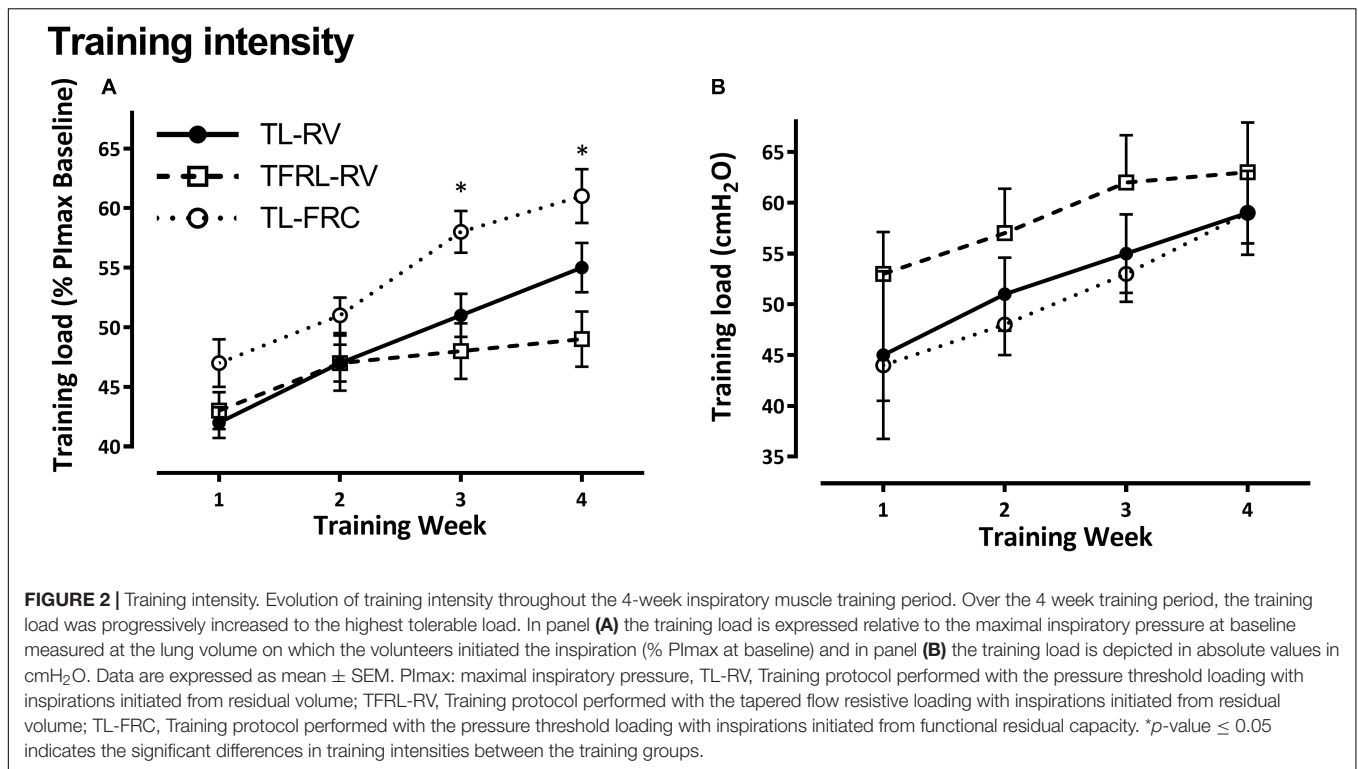 Training intensity
A
Training load (% PImax Baseline)
65
60
55
50
45
40
TL-RV
TFRL-RV
TL-FRC
*
*
1 2 3 4
Training Week
B
Training load (cmH₂O)
65
60
55
50
45
40
35
1 2 3 4
Training Week
FIGURE 2 | Training intensity. Evolution of training intensity throughout the 4-week inspiratory muscle training period. Over the 4 week training period, the training
load was progressively increased to the highest tolerable load. In panel (A) the training load is expressed relative to the maximal inspiratory pressure at baseline
measured at the lung volume on which the volunteers initiated the inspiration (% PImax at baseline) and in panel (B) the training load is depicted in absolute values in
cmH₂O. Data are expressed as mean ± SEM. PImax: maximal inspiratory pressure, TL-RV, Training protocol performed with the pressure threshold loading with
inspirations initiated from residual volume; TFRL-RV, Training protocol performed with the tapered flow resistive loading with inspirations initiated from residual
volume; TL-FRC, Training protocol performed with the pressure threshold loading with inspirations initiated from functional residual capacity. *p-value ≤ 0.05
indicates the significant differences in training intensities between the training groups.